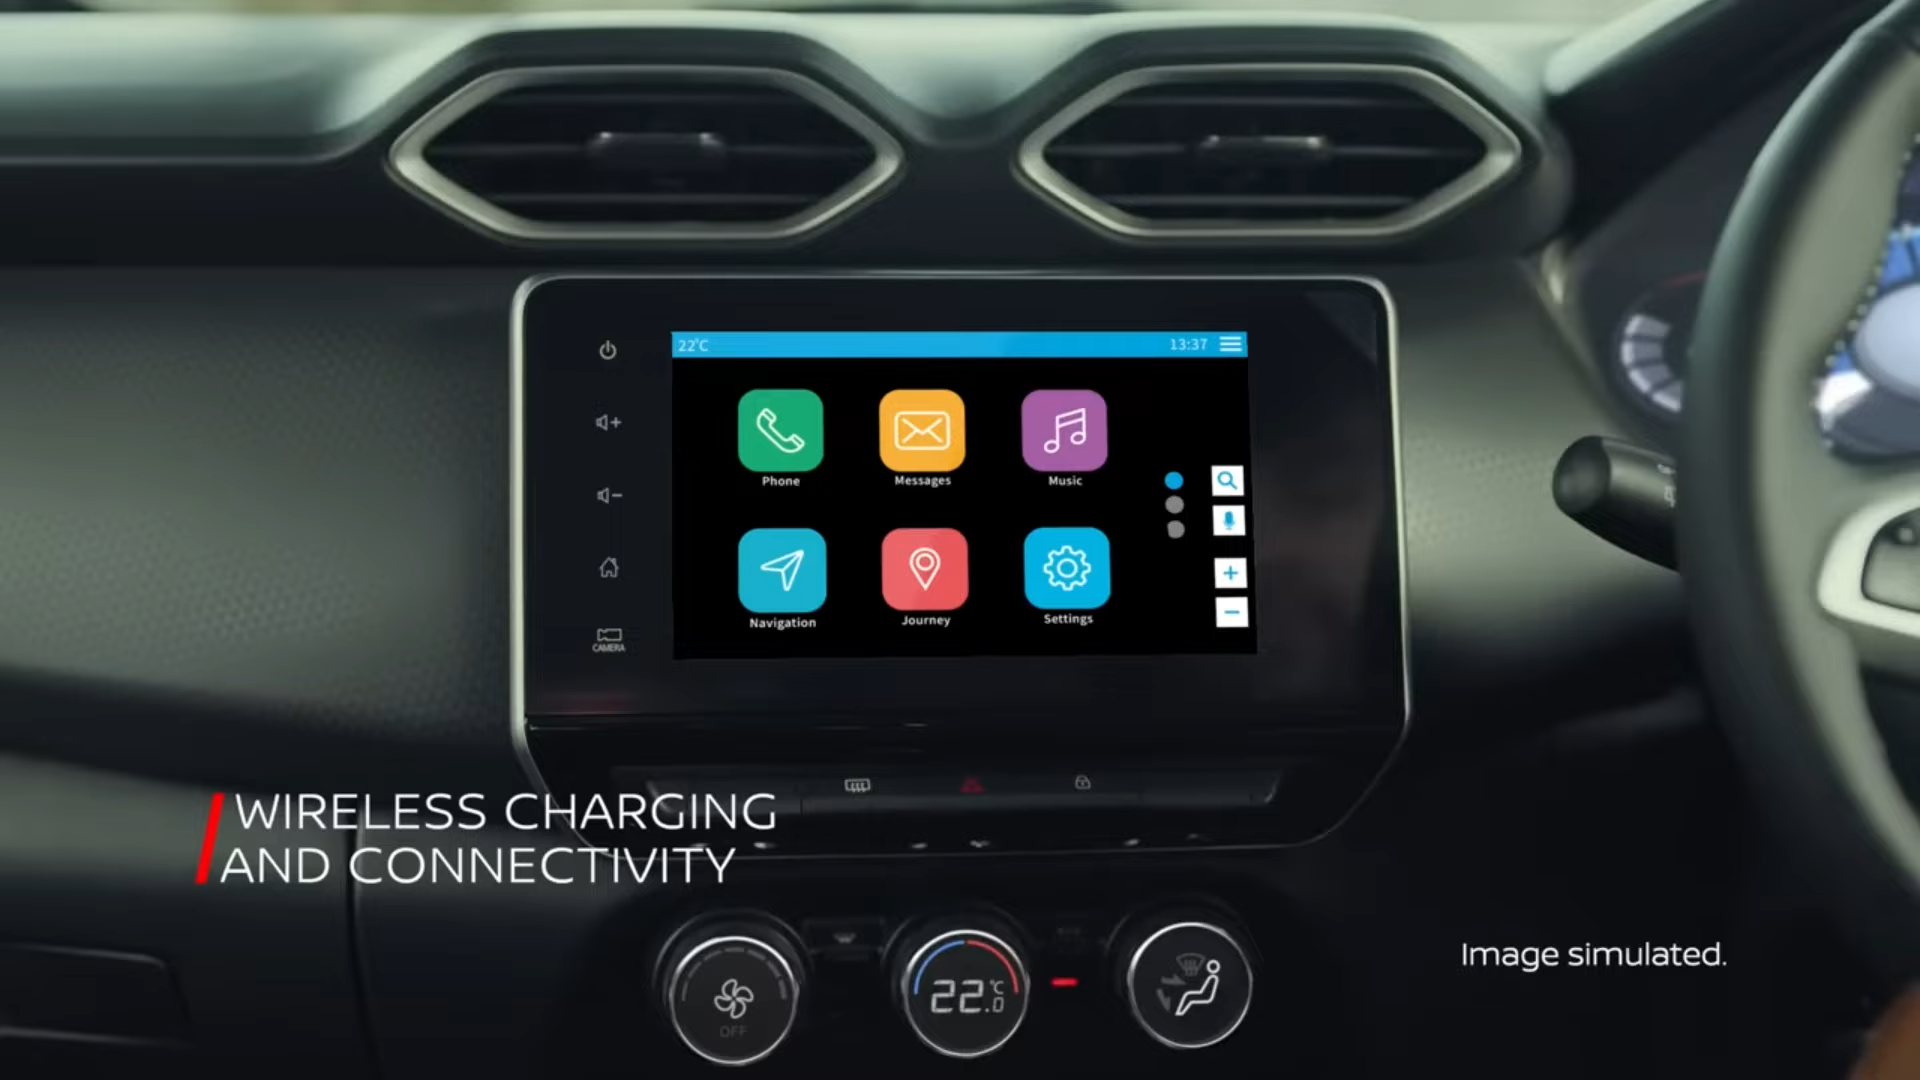 22°C
13:37
Phone
Messages
Music
Navigation
Journey
Settings
CAMERA
WIRELESS CHARGING
AND CONNECTIVITY
Image simulated.
OFF
22.0
°C